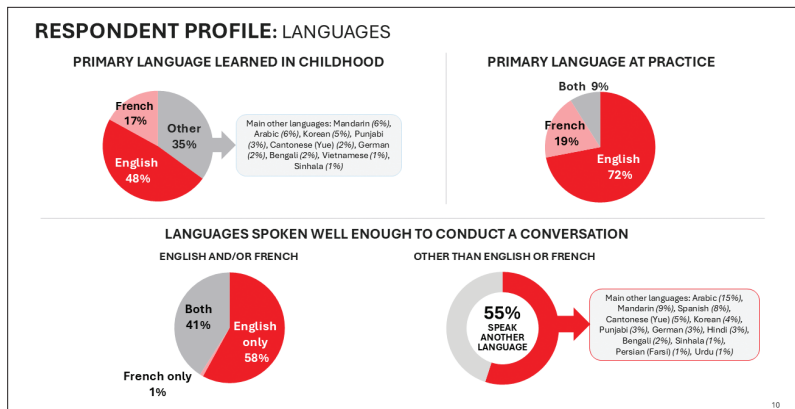 RESPONDENT PROFILE: LANGUAGES
PRIMARY LANGUAGE LEARNED IN CHILDHOOD
French
17%
Other
35%
English
48%
Main other languages: Mandarin (6%),
Arabic (6%), Korean (5%), Punjabi
(3%), Cantonese (Yue) (2%), German
(2%), Bengali (2%), Vietnamese (1%),
Sinhala (1%)
PRIMARY LANGUAGE AT PRACTICE
Both 9%
French
19%
English
72%
LANGUAGES SPOKEN WELL ENOUGH TO CONDUCT A CONVERSATION
ENGLISH AND/OR FRENCH
Both
41%
English
only
58%
French only
1%
OTHER THAN ENGLISH OR FRENCH
55%
SPEAK
ANOTHER
LANGUAGE
Main other languages: Arabic (15%),
Mandarin (9%), Spanish (8%),
Cantonese (Yue) (5%), Korean (4%),
Punjabi (3%), German (3%), Hindi (3%),
Bengali (2%), Sinhala (1%),
Persian (Farsi) (1%), Urdu (1%)
10